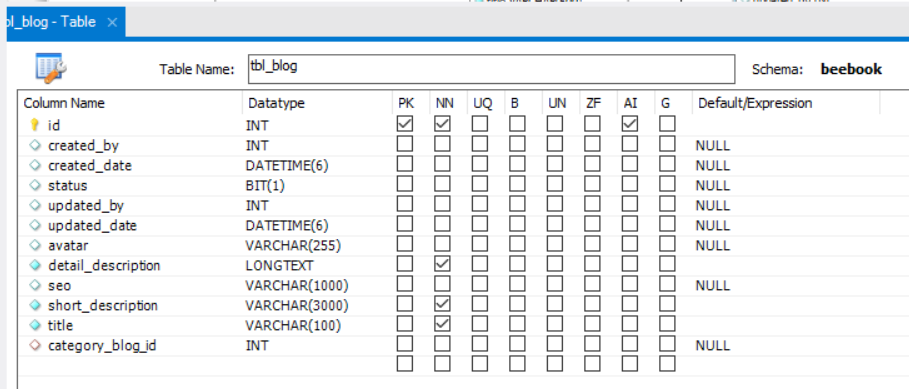 bl_blog - Table ×
Table Name: tbl_blog Schema: beebook
Column Name Datatype PK NN UQ B UN ZF AI G Default/Expression
id INT
created_by INT NULL
created_date DATETIME(6) NULL
status BIT(1) NULL
updated_by INT NULL
updated_date DATETIME(6) NULL
avatar VARCHAR(255) NULL
detail_description LONGTEXT
seo VARCHAR(1000) NULL
short_description VARCHAR(3000)
title VARCHAR(100)
category_blog_id INT NULL